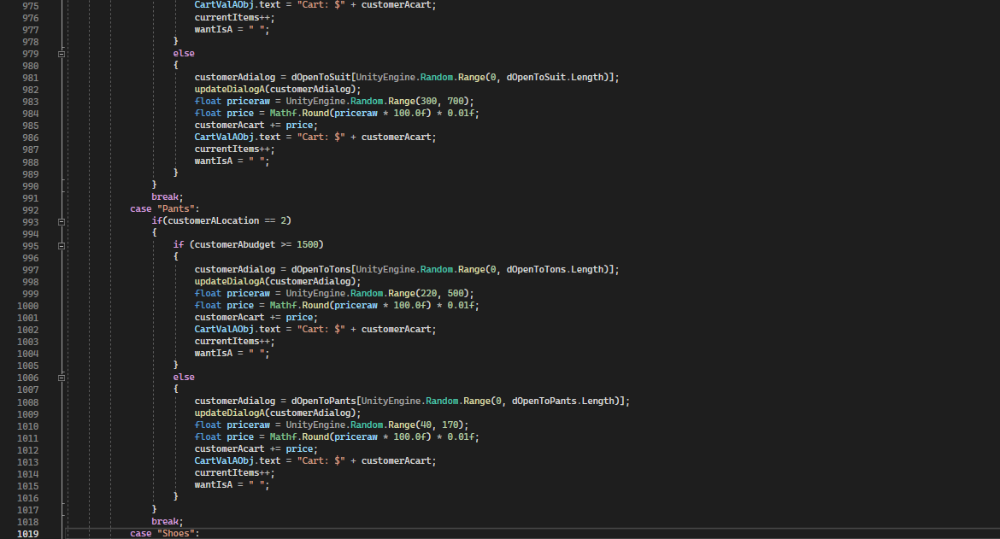 975 CartValAObj.text = "Cart: $" + customerAcart;
976 currentItems++;
977 wantIsA = " ";
978 }
979 else
980 {
981 customerAdialog = dOpenToSuit[UnityEngine.Random.Range(0, dOpenToSuit.Length)];
982 updateDialogA(customerAdialog);
983 float priceraw = UnityEngine.Random.Range(300, 700);
984 float price = Mathf.Round(priceraw * 100.0f) * 0.01f;
985 customerAcart += price;
986 CartValAObj.text = "Cart: $" + customerAcart;
987 currentItems++;
988 wantIsA = " ";
989 }
990 }
991 break;
992 case "Pants":
993 if(customerALocation == 2)
994 {
995 if (customerAbudget >= 1500)
996 {
997 customerAdialog = dOpenToTons[UnityEngine.Random.Range(0, dOpenToTons.Length)];
998 updateDialogA(customerAdialog);
999 float priceraw = UnityEngine.Random.Range(220, 500);
1000 float price = Mathf.Round(priceraw * 100.0f) * 0.01f;
1001 customerAcart += price;
1002 CartValAObj.text = "Cart: $" + customerAcart;
1003 currentItems++;
1004 wantIsA = " ";
1005 }
1006 else
1007 {
1008 customerAdialog = dOpenToPants[UnityEngine.Random.Range(0, dOpenToPants.Length)];
1009 updateDialogA(customerAdialog);
1010 float priceraw = UnityEngine.Random.Range(40, 170);
1011 float price = Mathf.Round(priceraw * 100.0f) * 0.01f;
1012 customerAcart += price;
1013 CartValAObj.text = "Cart: $" + customerAcart;
1014 currentItems++;
1015 wantIsA = " ";
1016 }
1017 }
1018 break;
1019 case "Shoes":